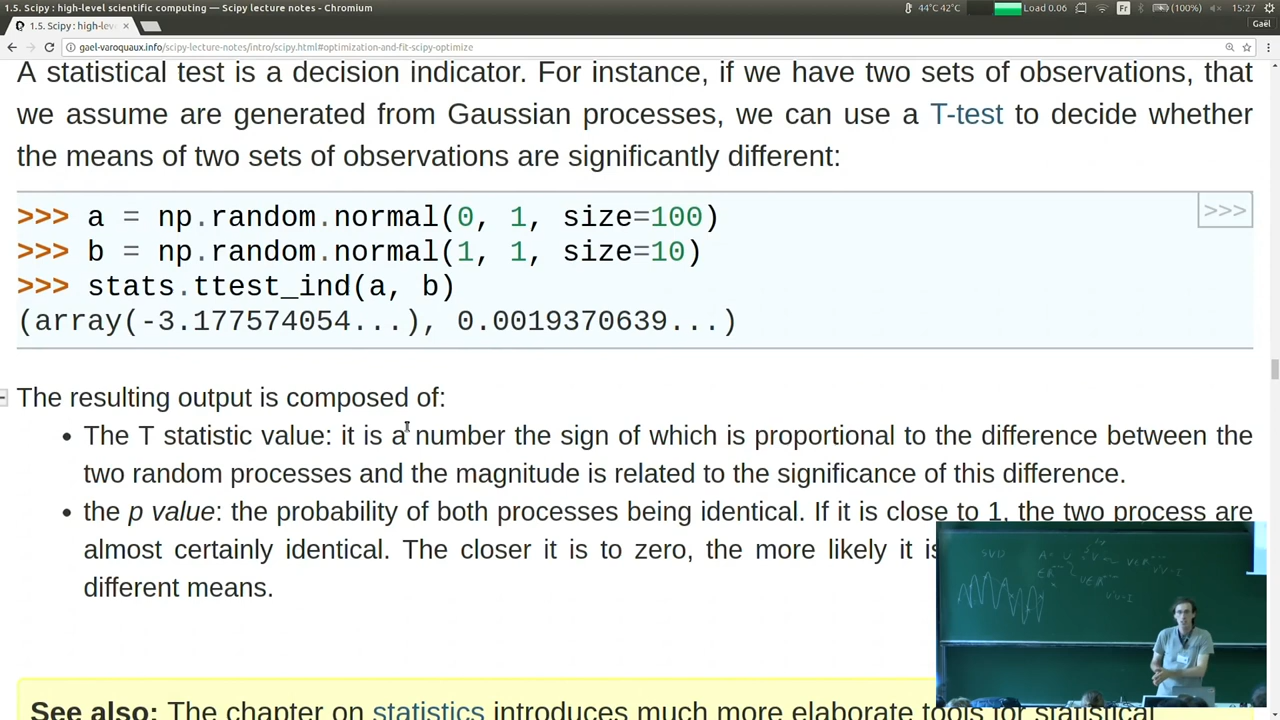 1.5. Scipy : high-level scientific computing — Scipy lecture notes - Chromium
44°C 42°C
Load 0.06
Fr
(100%)
15:27
1.5. Scipy : high-lev
Gaël
gael-varoquaux.info/scipy-lecture-notes/intro/scipy.html#optimization-and-fit-scipy-optimize
A statistical test is a decision indicator. For instance, if we have two sets of observations, that
we assume are generated from Gaussian processes, we can use a T-test to decide whether
the means of two sets of observations are significantly different:
>>> a = np.random.normal(0, 1, size=100)
>>>
>>> b = np.random.normal(1, 1, size=10)
>>> stats.ttest_ind(a, b)
(array(-3.177574054...), 0.0019370639...)
The resulting output is composed of:
• The T statistic value: it is a number the sign of which is proportional to the difference between the
two random processes and the magnitude is related to the significance of this difference.
• the p value: the probability of both processes being identical. If it is close to 1, the two process are
almost certainly identical. The closer it is to zero, the more likely it is
different means.
SVD
See also: The chapter on statistics introduces much more elaborate tools for statistical